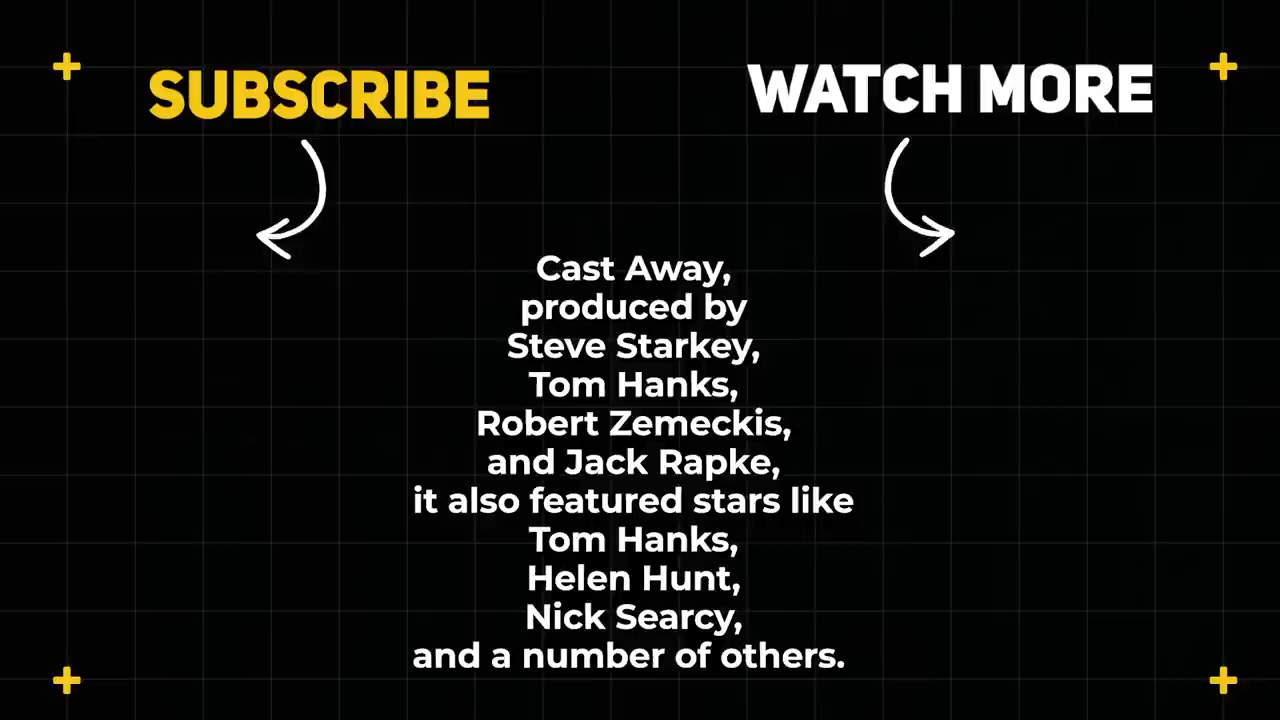 SUBSCRIBE
WATCH MORE
Cast Away,
produced by
Steve Starkey,
Tom Hanks,
Robert Zemeckis,
and Jack Rapke,
it also featured stars like
Tom Hanks,
Helen Hunt,
Nick Searcy,
and a number of others.